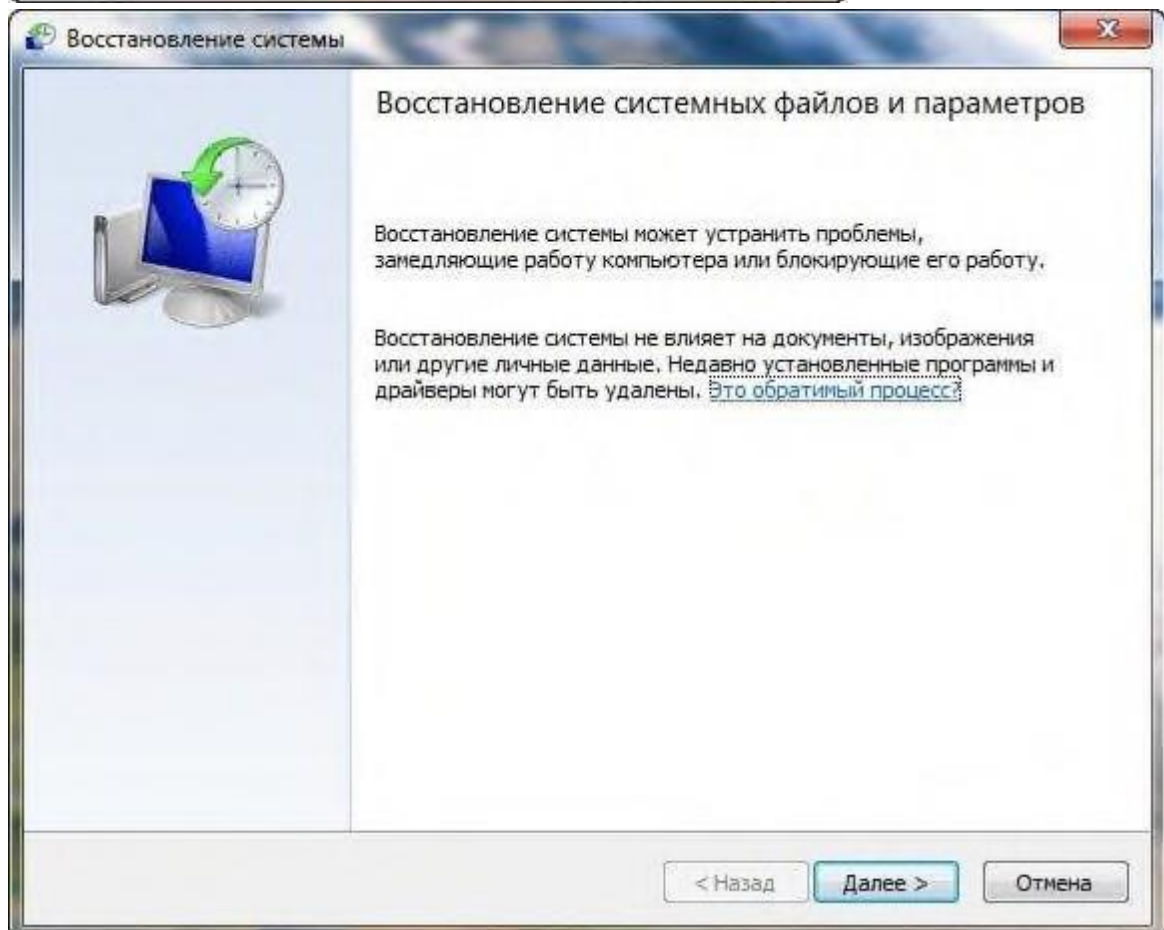 Восстановление системы
Восстановление системных файлов и параметров
Восстановление системы может устранить проблемы,
замедляющие работу компьютера или блокирующие его работу.
Восстановление системы не влияет на документы, изображения
или другие личные данные. Недавно установленные программы и
драйверы могут быть удалены. Это обратимый процесс?
< Назад
Далее >
Отмена